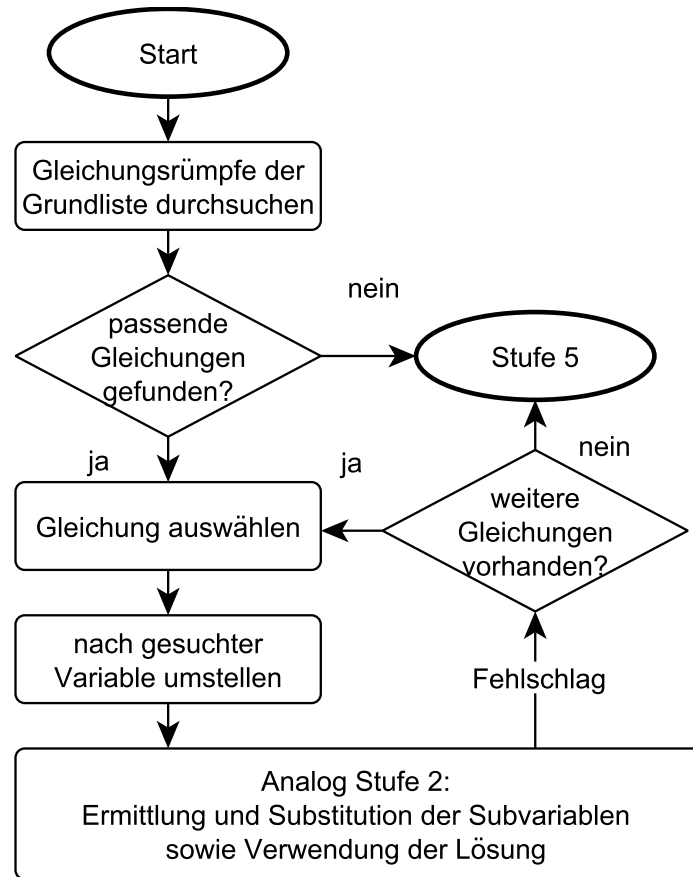 Start
Gleichungsrümpfe der
Grundliste durchsuchen
nein
passende
Gleichungen
gefunden?
Stufe 5
ja
ja
nein
Gleichung auswählen
weitere
Gleichungen
vorhanden?
nach gesuchter
Variable umstellen
Fehlschlag
Analog Stufe 2:
Ermittlung und Substitution der Subvariablen
sowie Verwendung der Lösung